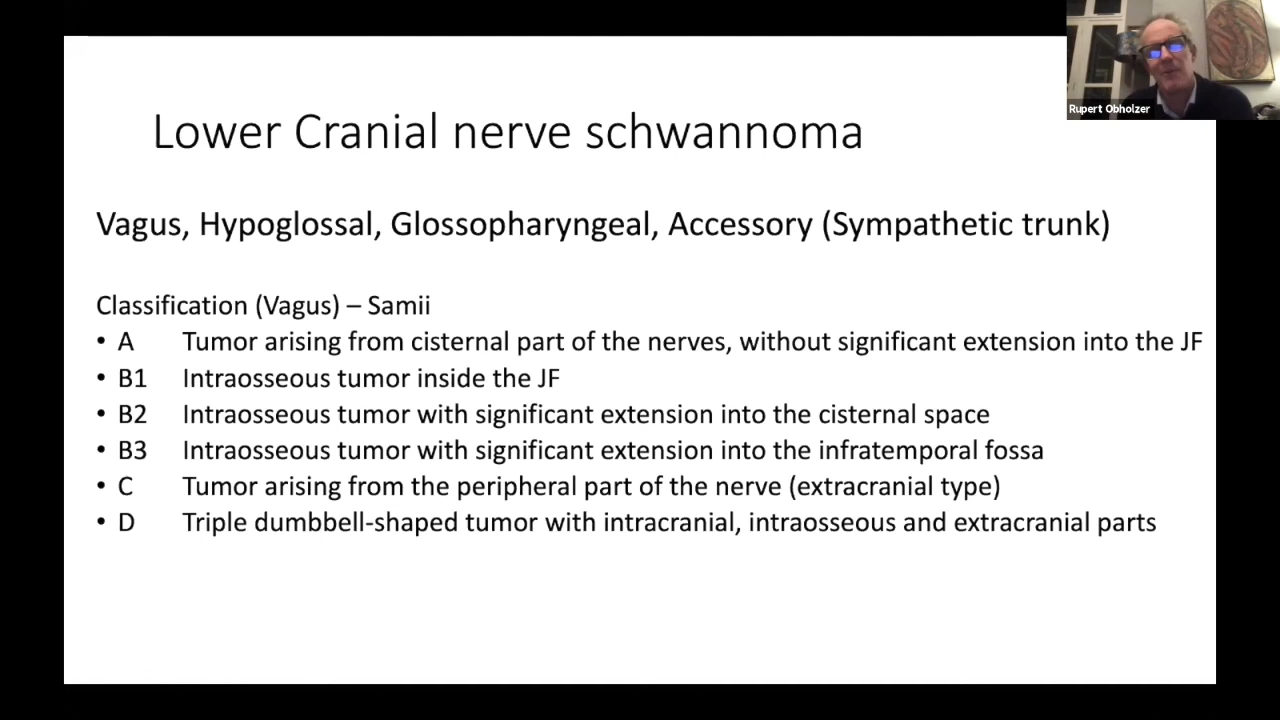 Rupert Obholzer
Lower Cranial nerve schwannoma
Vagus, Hypoglossal, Glossopharyngeal, Accessory (Sympathetic trunk)
Classification (Vagus) – Samii
• A Tumor arising from cisternal part of the nerves, without significant extension into the JF
• B1 Intraosseous tumor inside the JF
• B2 Intraosseous tumor with significant extension into the cisternal space
• B3 Intraosseous tumor with significant extension into the infratemporal fossa
• C Tumor arising from the peripheral part of the nerve (extracranial type)
• D Triple dumbbell-shaped tumor with intracranial, intraosseous and extracranial parts